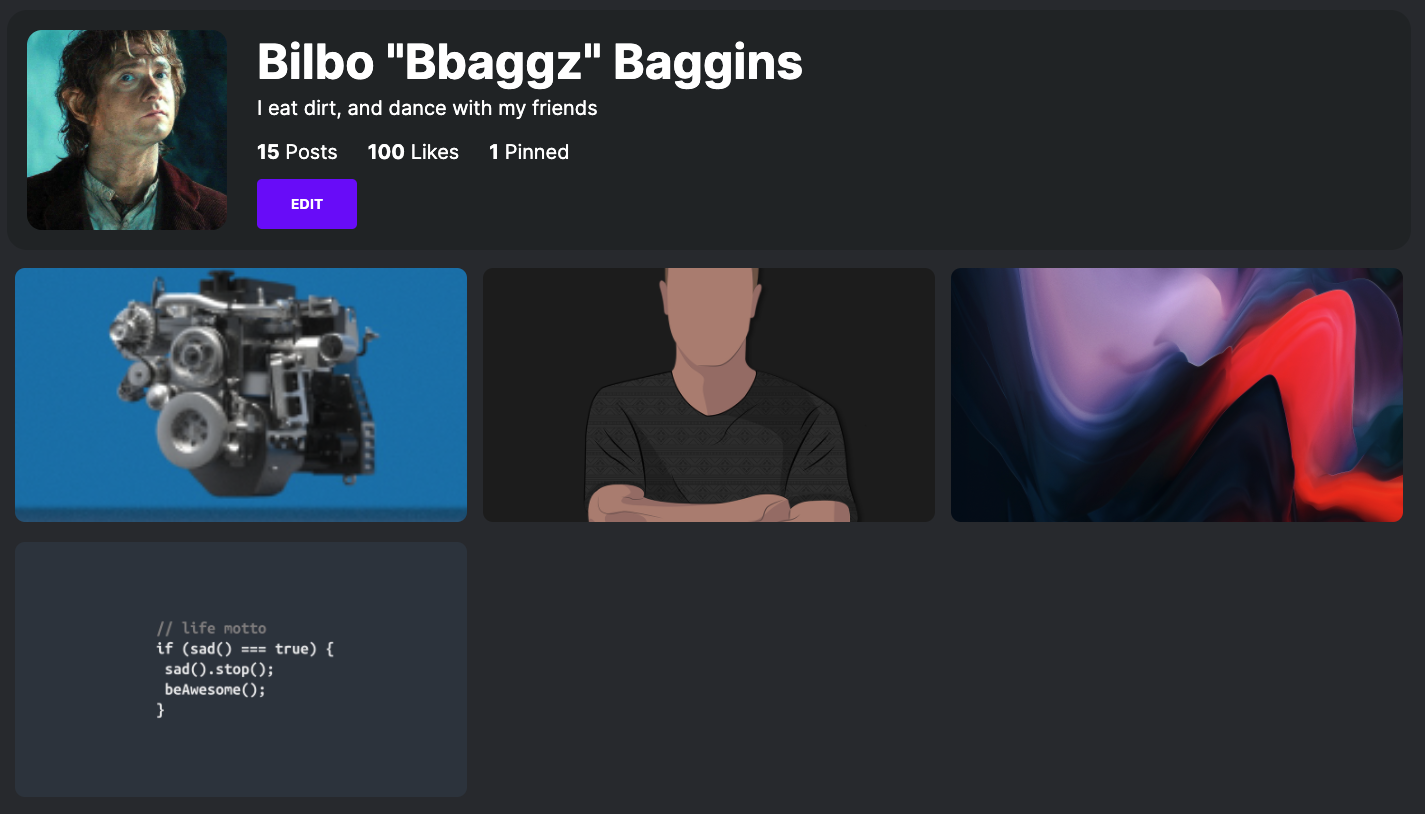 Bilbo "Bbaggz" Baggins
I eat dirt, and dance with my friends
15 Posts 100 Likes 1 Pinned
EDIT
// life motto
if (sad() === true) {
 sad().stop();
 beAwesome();
}